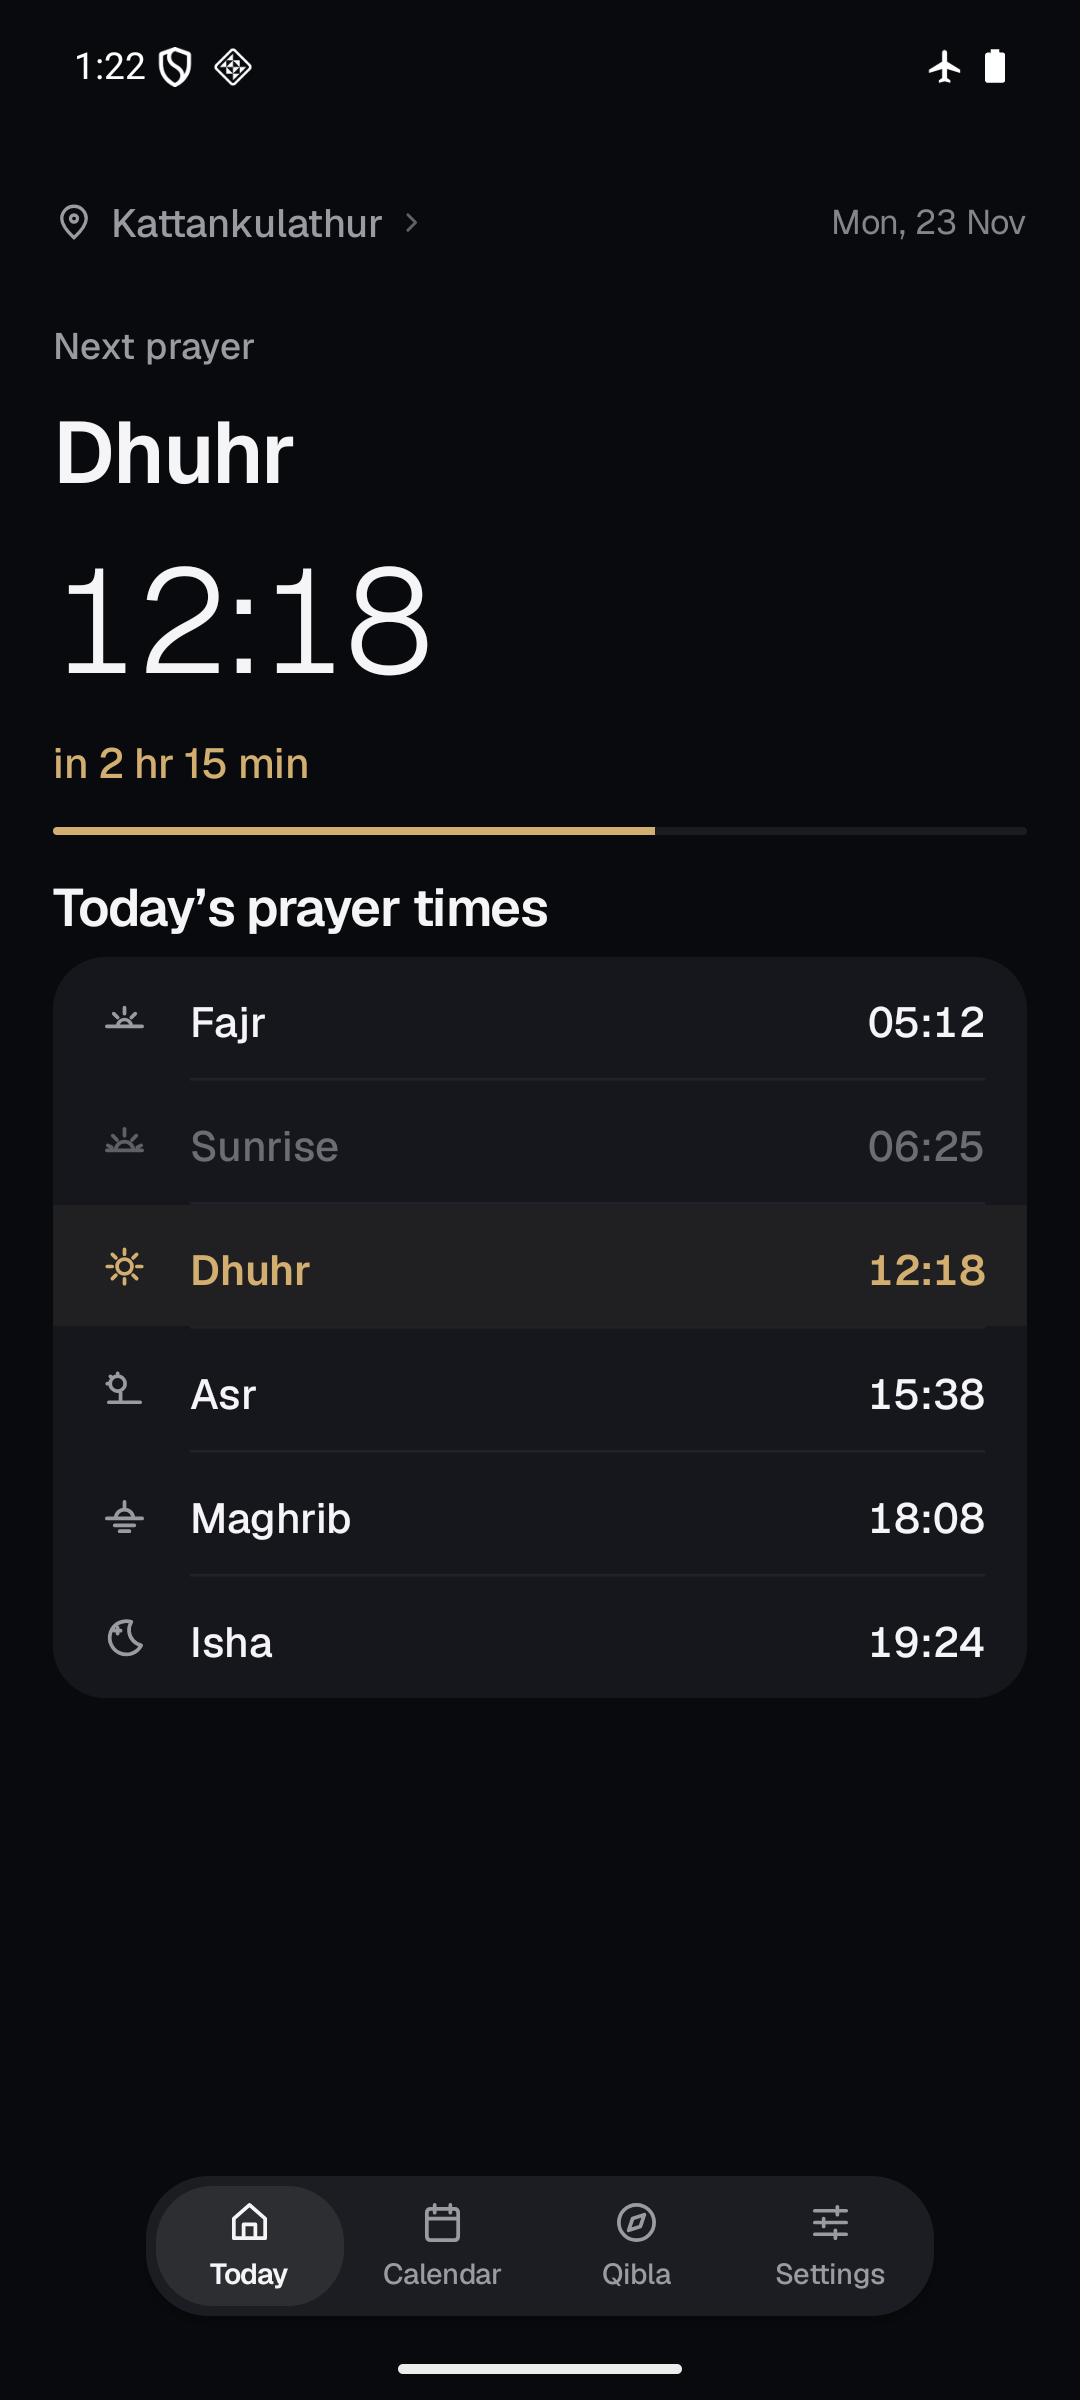 1:22
Kattankulathur
Mon, 23 Nov
Next prayer
Dhuhr
12:18
in 2 hr 15 min
Today’s prayer times
Fajr 05:12
Sunrise 06:25
Dhuhr 12:18
Asr 15:38
Maghrib 18:08
Isha 19:24
Today Calendar Qibla Settings